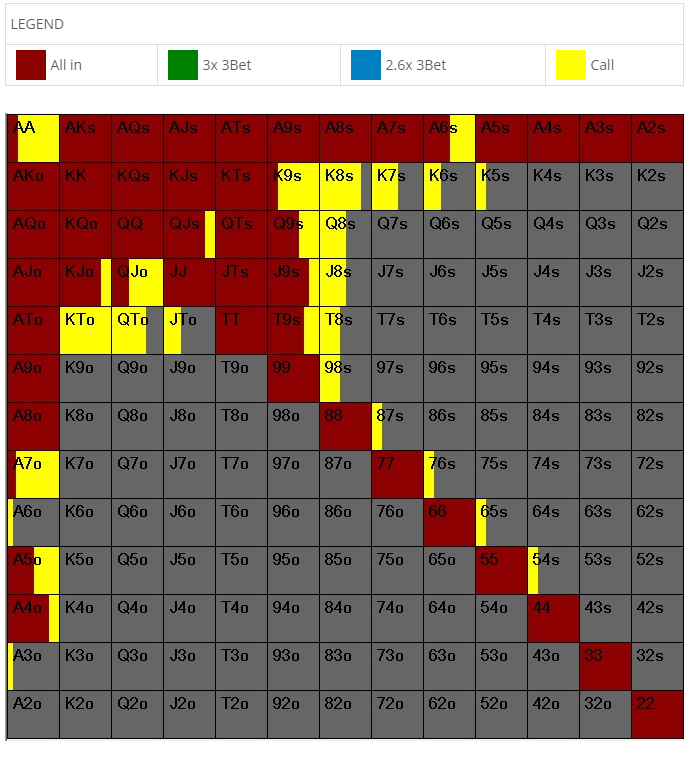 LEGEND
All in 3x 3Bet 2.6x 3Bet Call
AA AKs AQs AJs ATs A9s A8s A7s A6s A5s A4s A3s A2s
AKo KK KQs KJs KTs K9s K8s K7s K6s K5s K4s K3s K2s
AQo KQo QQ QJs QTs Q9s Q8s Q7s Q6s Q5s Q4s Q3s Q2s
AJo KJo QJo JJ JTs J9s J8s J7s J6s J5s J4s J3s J2s
ATo KTo QTo JTo TT T9s T8s T7s T6s T5s T4s T3s T2s
A9o K9o Q9o J9o T9o 99 98s 97s 96s 95s 94s 93s 92s
A8o K8o Q8o J8o T8o 98o 88 87s 86s 85s 84s 83s 82s
A7o K7o Q7o J7o T7o 97o 87o 77 76s 75s 74s 73s 72s
A6o K6o Q6o J6o T6o 96o 86o 76o 66 65s 64s 63s 62s
A5o K5o Q5o J5o T5o 95o 85o 75o 65o 55 54s 53s 52s
A4o K4o Q4o J4o T4o 94o 84o 74o 64o 54o 44 43s 42s
A3o K3o Q3o J3o T3o 93o 83o 73o 63o 53o 43o 33 32s
A2o K2o Q2o J2o T2o 92o 82o 72o 62o 52o 42o 32o 22